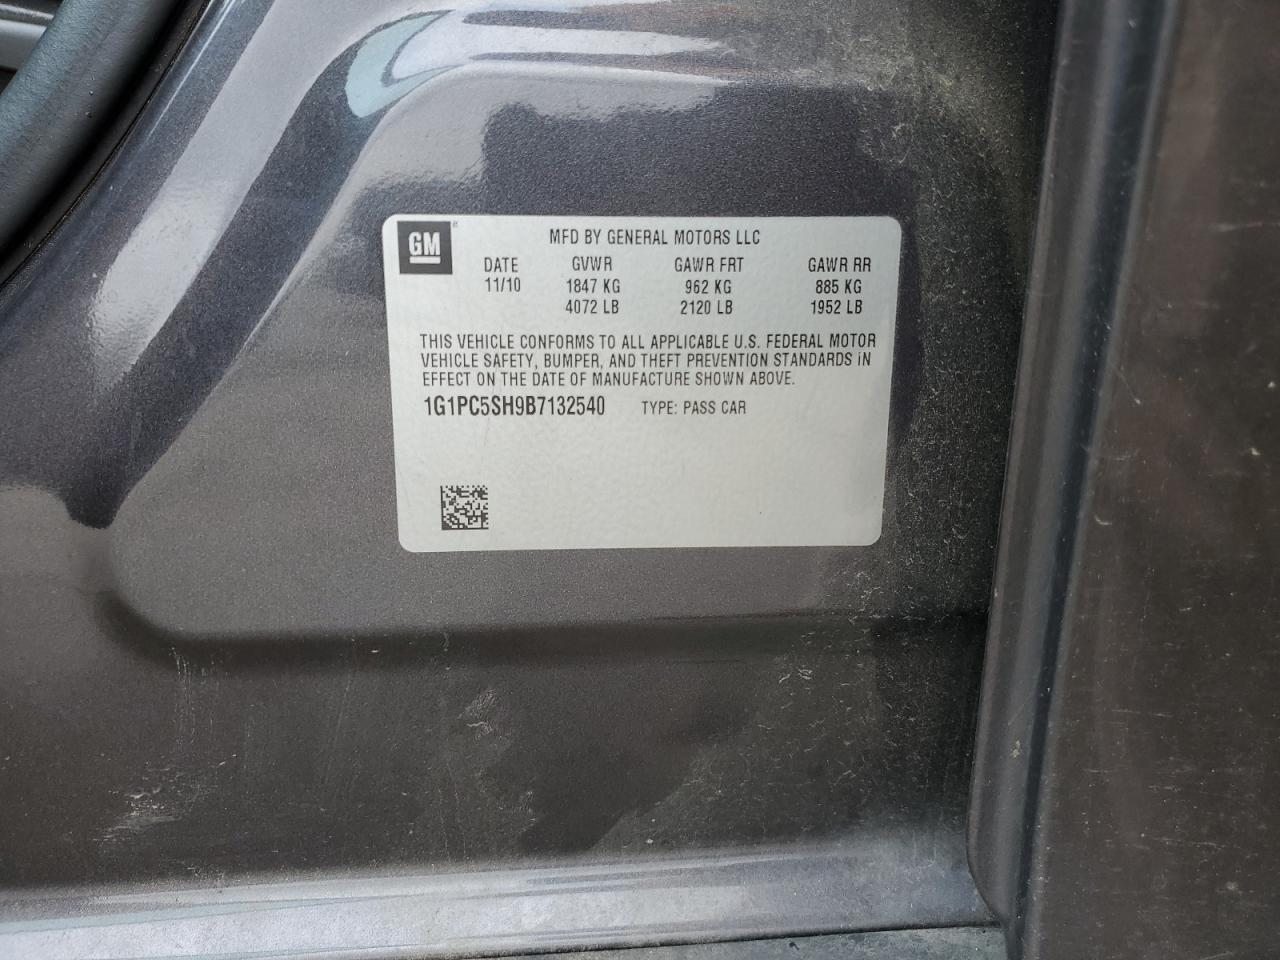 GM
MFD BY GENERAL MOTORS LLC
DATE GVWR GAWR FRT GAWR RR
11/10 1847 KG 962 KG 885 KG
4072 LB 2120 LB 1952 LB
THIS VEHICLE CONFORMS TO ALL APPLICABLE U.S. FEDERAL MOTOR
VEHICLE SAFETY, BUMPER, AND THEFT PREVENTION STANDARDS IN
EFFECT ON THE DATE OF MANUFACTURE SHOWN ABOVE.
1G1PC5SH9B7132540 TYPE: PASS CAR